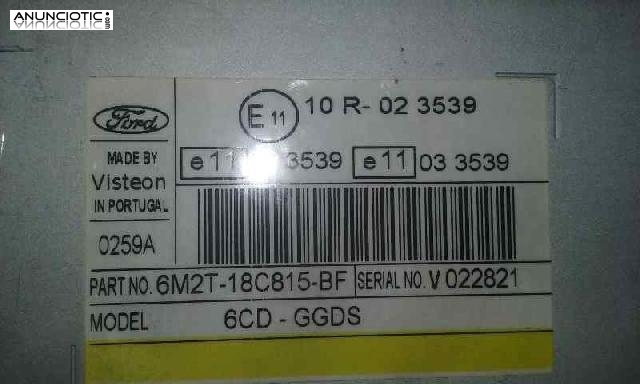 ANUNCIOTIC.com
Ford
E 11 10 R- 02 3539
MADE BY
Visteon
IN PORTUGAL
e 11 3539 e 11 03 3539
0259A
PART NO. 6M2T-18C815-BF SERIAL NO. V 022821
MODEL 6CD - GGDS